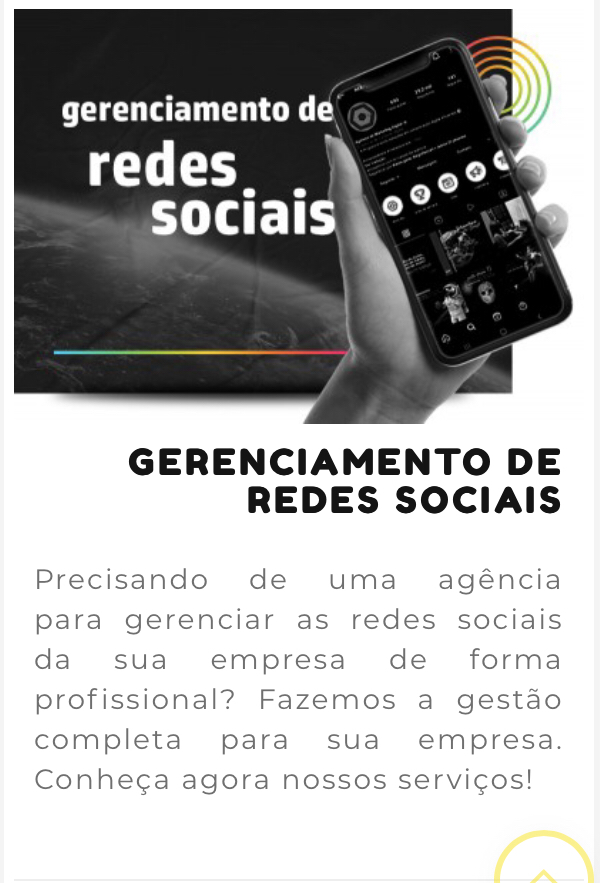 gerenciamento de
redes
sociais
GERENCIAMENTO DE
REDES SOCIAIS
Precisando de uma agência
para gerenciar as redes sociais
da sua empresa de forma
profissional? Fazemos a gestão
completa para sua empresa.
Conheça agora nossos serviços!